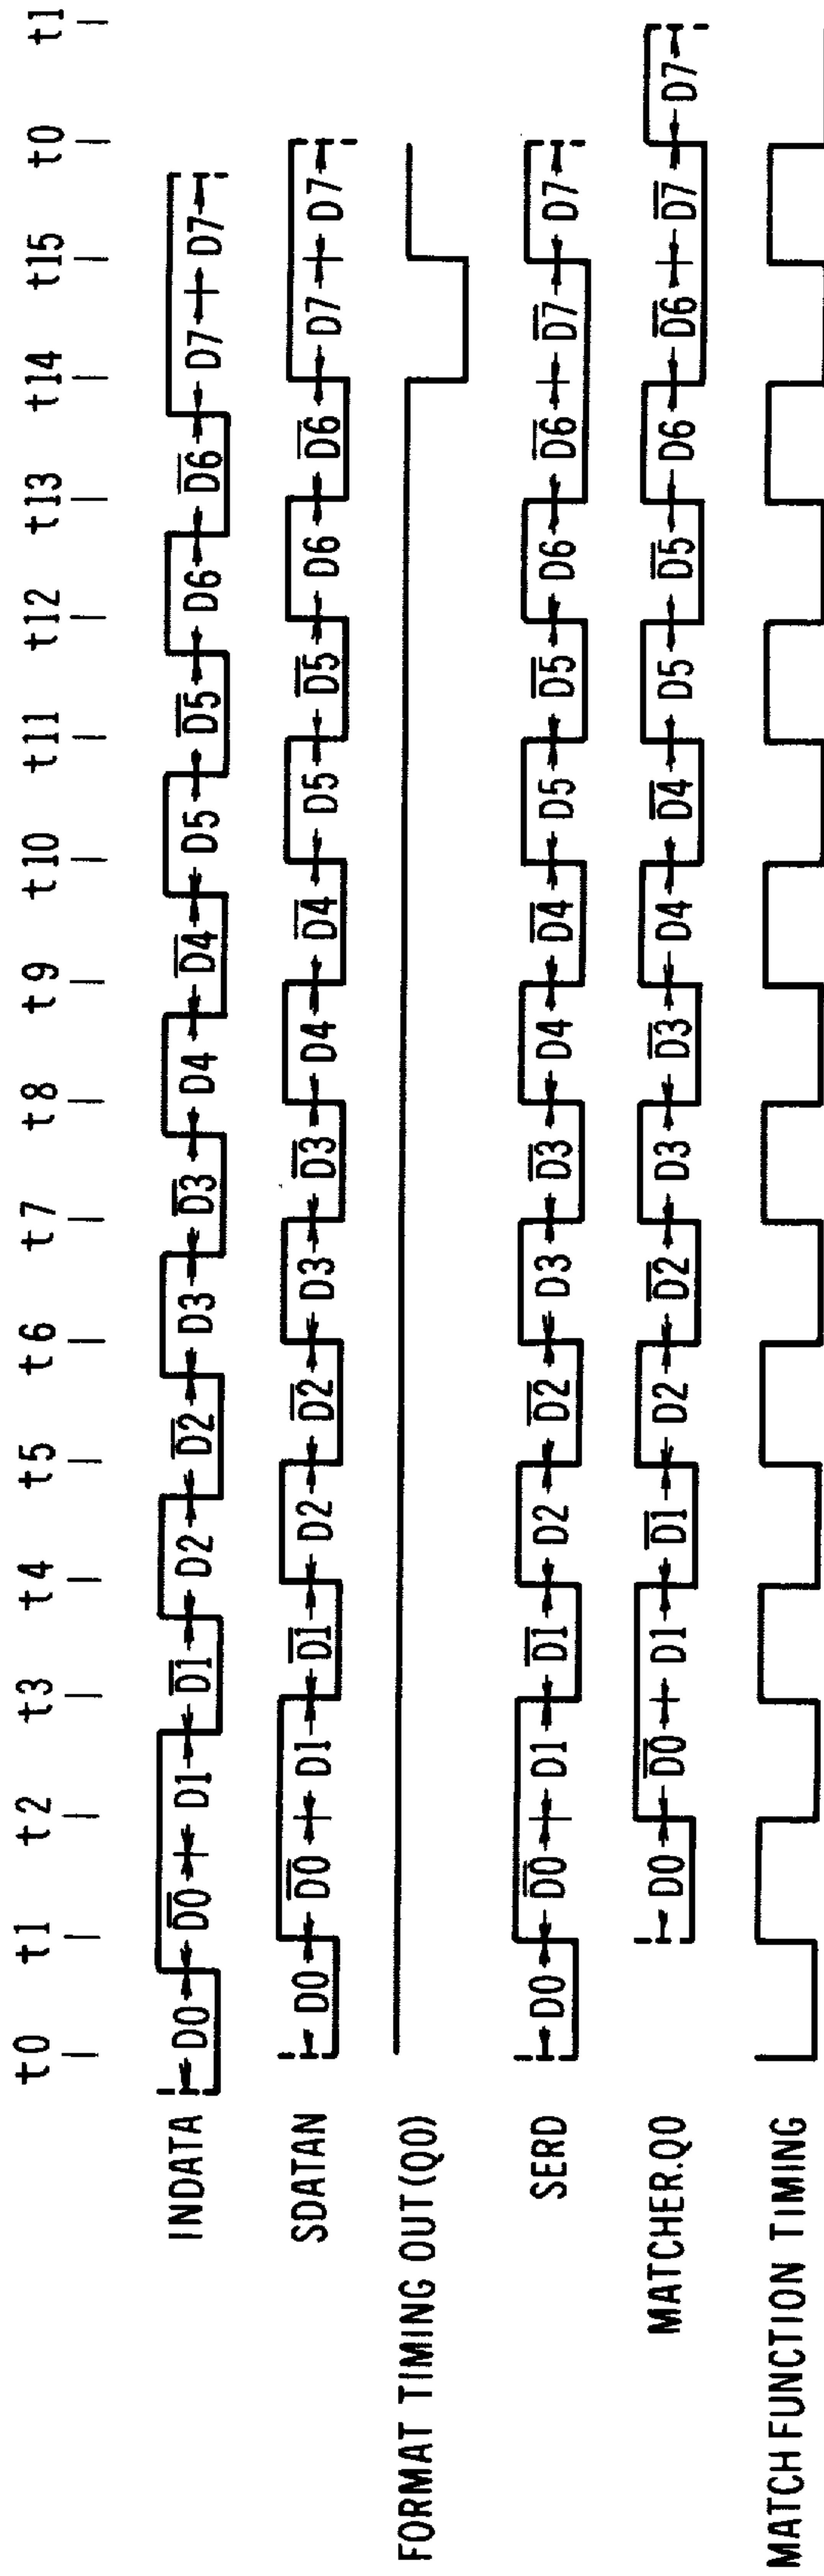 t0 t1 t2 t3 t4 t5 t6 t7 t8 t9 t10 t11 t12 t13 t14 t15 t0 t1
INDATA D0 D̅0̅ D1 D̅1̅ D2 D̅2̅ D3 D̅3̅ D4 D̅4̅ D5 D̅5̅ D6 D̅6̅ D7 D7
SDATAN D0 D̅0̅ D1 D̅1̅ D2 D̅2̅ D3 D̅3̅ D4 D̅4̅ D5 D̅5̅ D6 D̅6̅ D7 D7
FORMAT TIMING OUT(Q0)
SERD D0 D̅0̅ D1 D̅1̅ D2 D̅2̅ D3 D̅3̅ D4 D̅4̅ D5 D̅5̅ D6 D̅6̅ D̅7̅ D7
MATCHER.Q0 D0 D̅0̅ D1 D̅1̅ D2 D̅2̅ D3 D̅3̅ D4 D̅4̅ D5 D̅5̅ D6 D̅6̅ D̅7̅ D7
MATCH FUNCTION TIMING